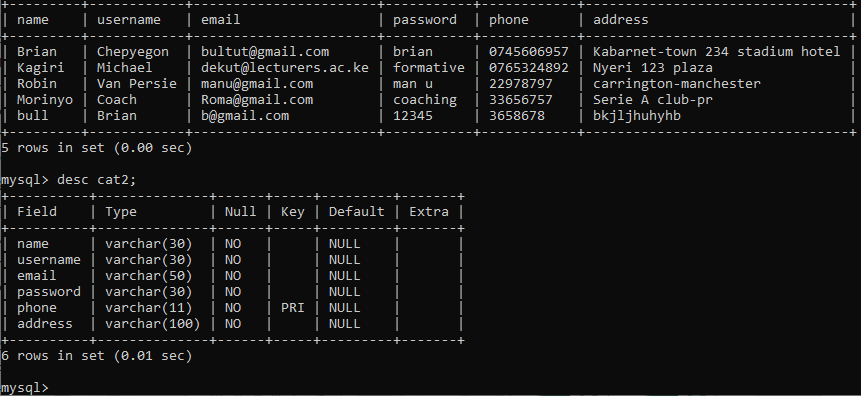 | name | username | email | password | phone | address |
+---------+------------+-----------------------+-----------+------------+--------------------------------+
| Brian | Chepyegon | bultut@gmail.com | brian | 0745606957 | Kabarnet-town 234 stadium hotel |
| Kagiri | Michael | dekut@lecturers.ac.ke | formative | 0765324892 | Nyeri 123 plaza |
| Robin | Van Persie | manu@gmail.com | man u | 22978797 | carrington-manchester |
| Morinyo | Coach | Roma@gmail.com | coaching | 33656757 | Serie A club-pr |
| bull | Brian | b@gmail.com | 12345 | 3658678 | bkjljhuhyhb |
+---------+------------+-----------------------+-----------+------------+--------------------------------+
5 rows in set (0.00 sec)
mysql> desc cat2;
+----------+--------------+------+-----+---------+-------+
| Field | Type | Null | Key | Default | Extra |
+----------+--------------+------+-----+---------+-------+
| name | varchar(30) | NO | | NULL | |
| username | varchar(30) | NO | | NULL | |
| email | varchar(50) | NO | | NULL | |
| password | varchar(30) | NO | | NULL | |
| phone | varchar(11) | NO | PRI | NULL | |
| address | varchar(100) | NO | | NULL | |
+----------+--------------+------+-----+---------+-------+
6 rows in set (0.01 sec)
mysql>